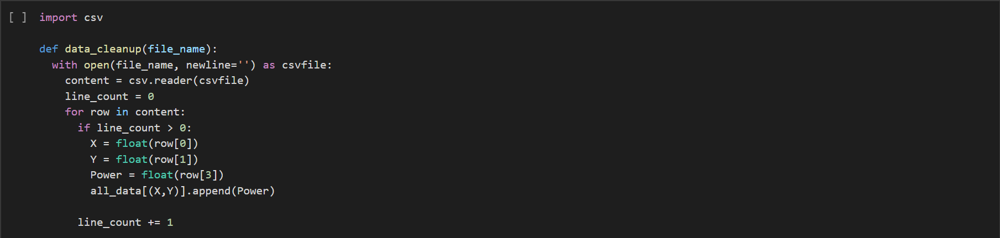 [ ] import csv

def data_cleanup(file_name):
  with open(file_name, newline='') as csvfile:
    content = csv.reader(csvfile)
    line_count = 0
    for row in content:
      if line_count > 0:
        X = float(row[0])
        Y = float(row[1])
        Power = float(row[3])
        all_data[(X,Y)].append(Power)

      line_count += 1